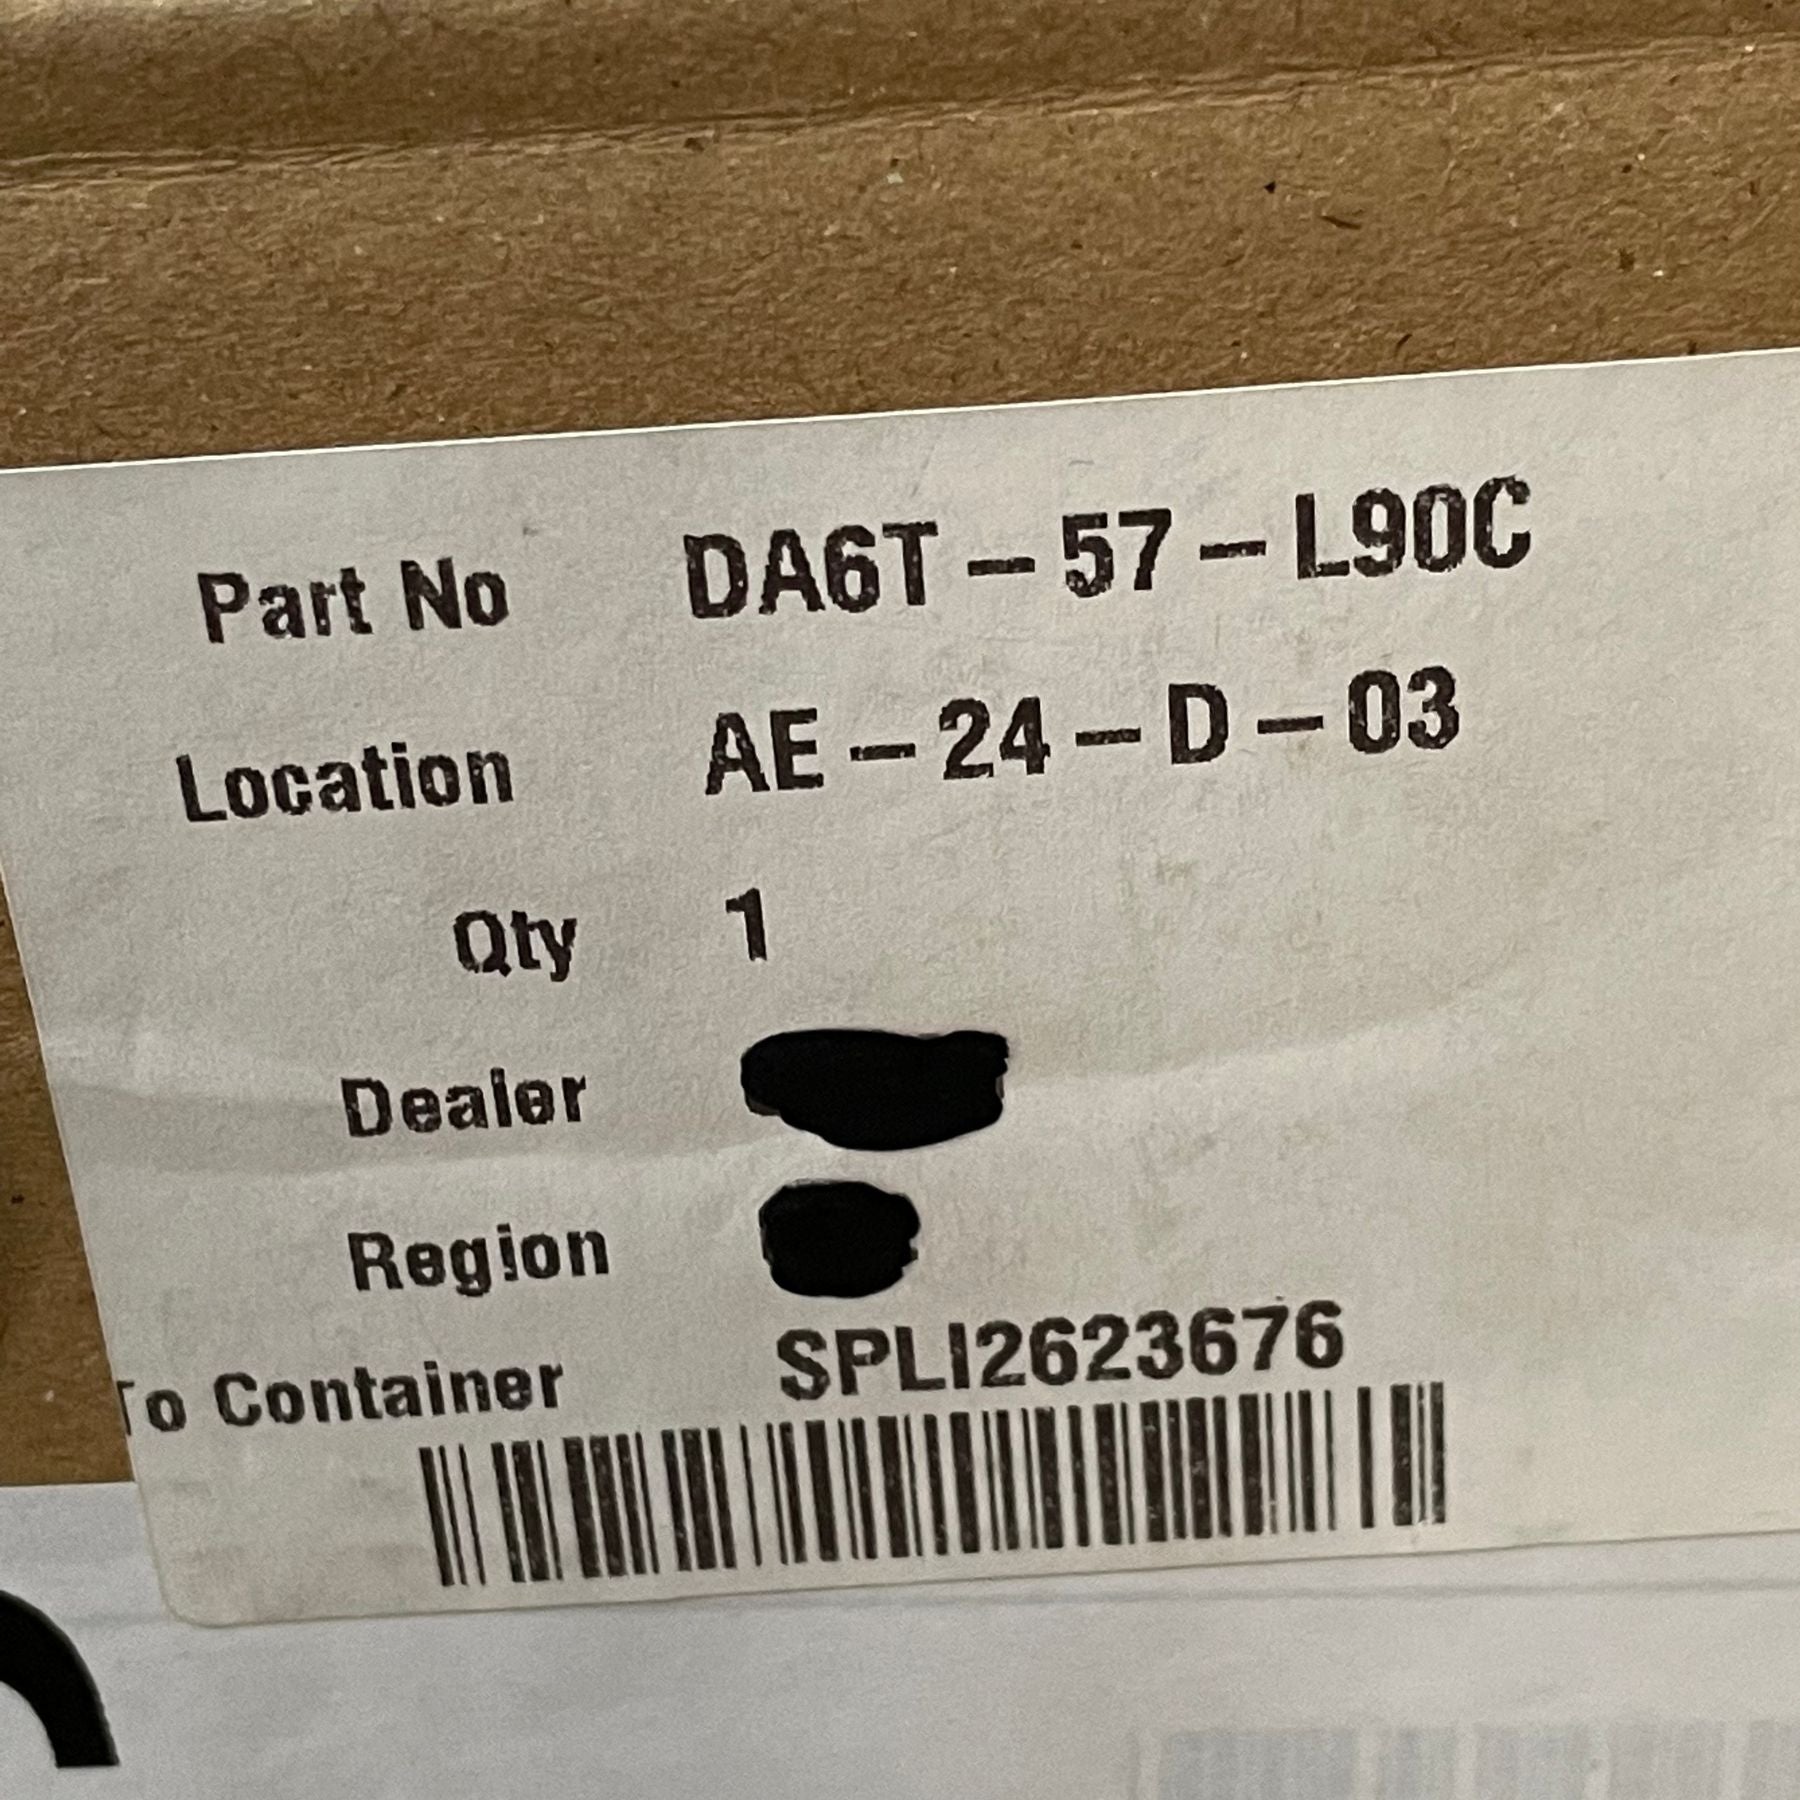 Part No DA6T-57-L90C
Location AE-24-D-03
Qty 1
Dealer
Region
To Container SPLI2623676